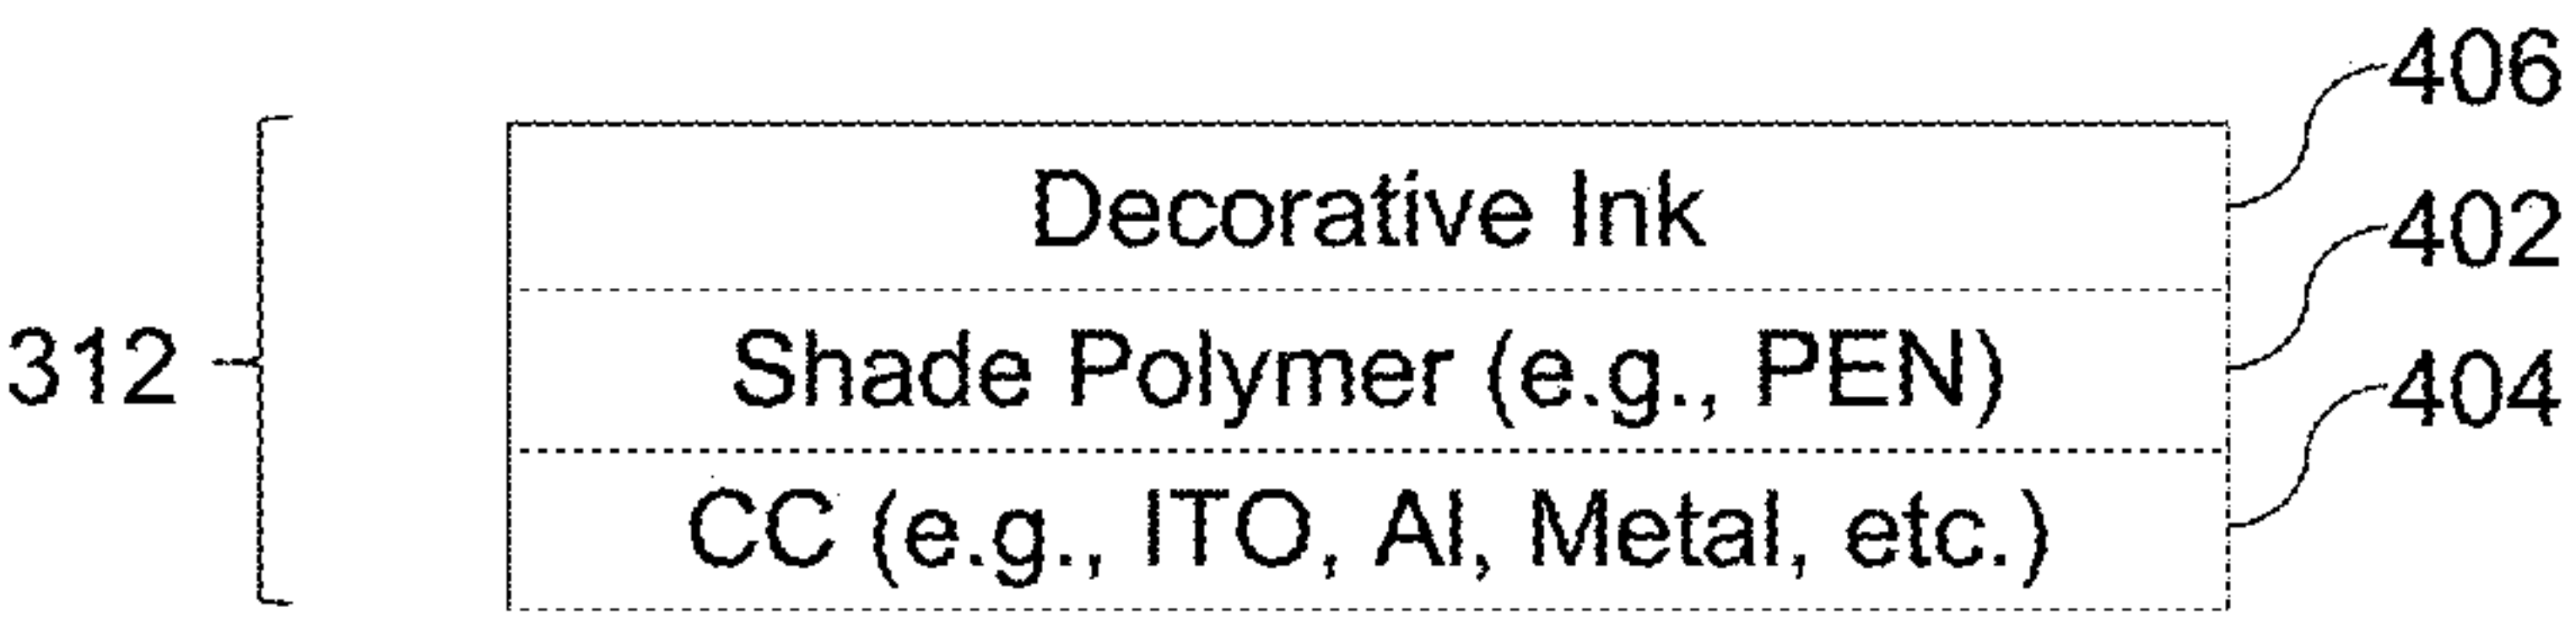 406
Decorative Ink
402
312
Shade Polymer (e.g., PEN)
404
CC (e.g., ITO, Al, Metal, etc.)